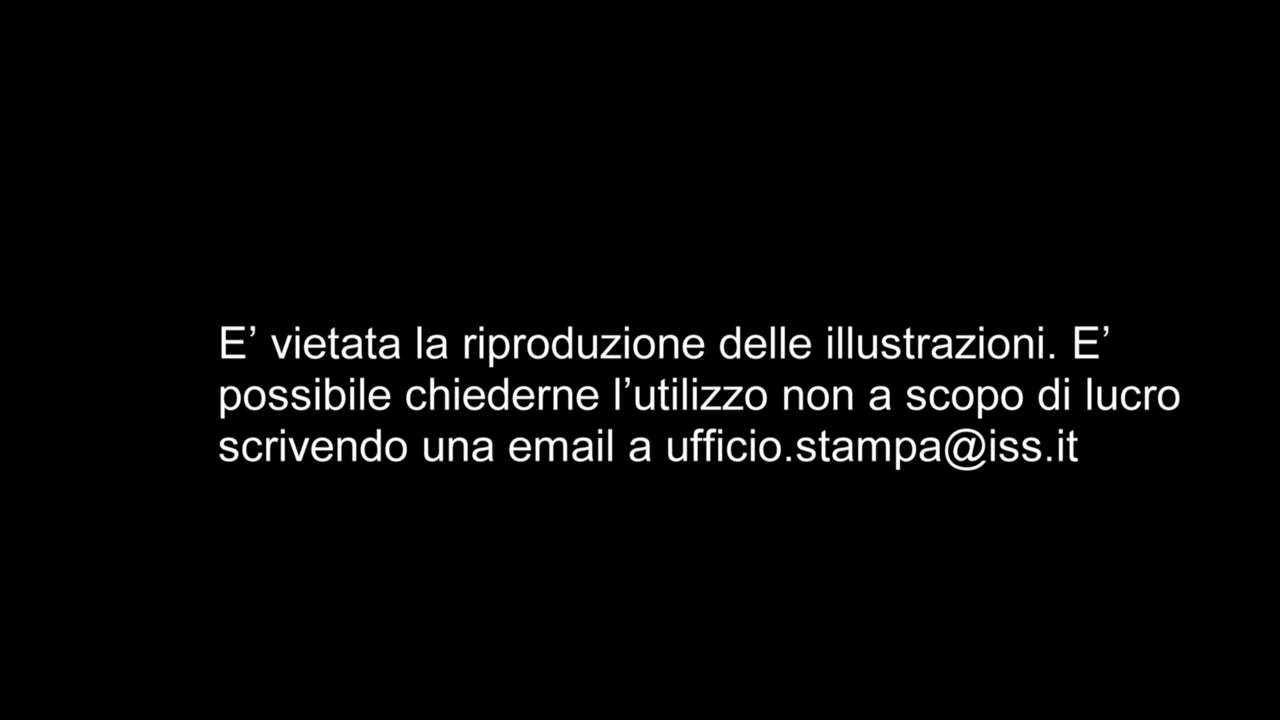 E’ vietata la riproduzione delle illustrazioni. E’
possibile chiederne l’utilizzo non a scopo di lucro
scrivendo una email a ufficio.stampa@iss.it